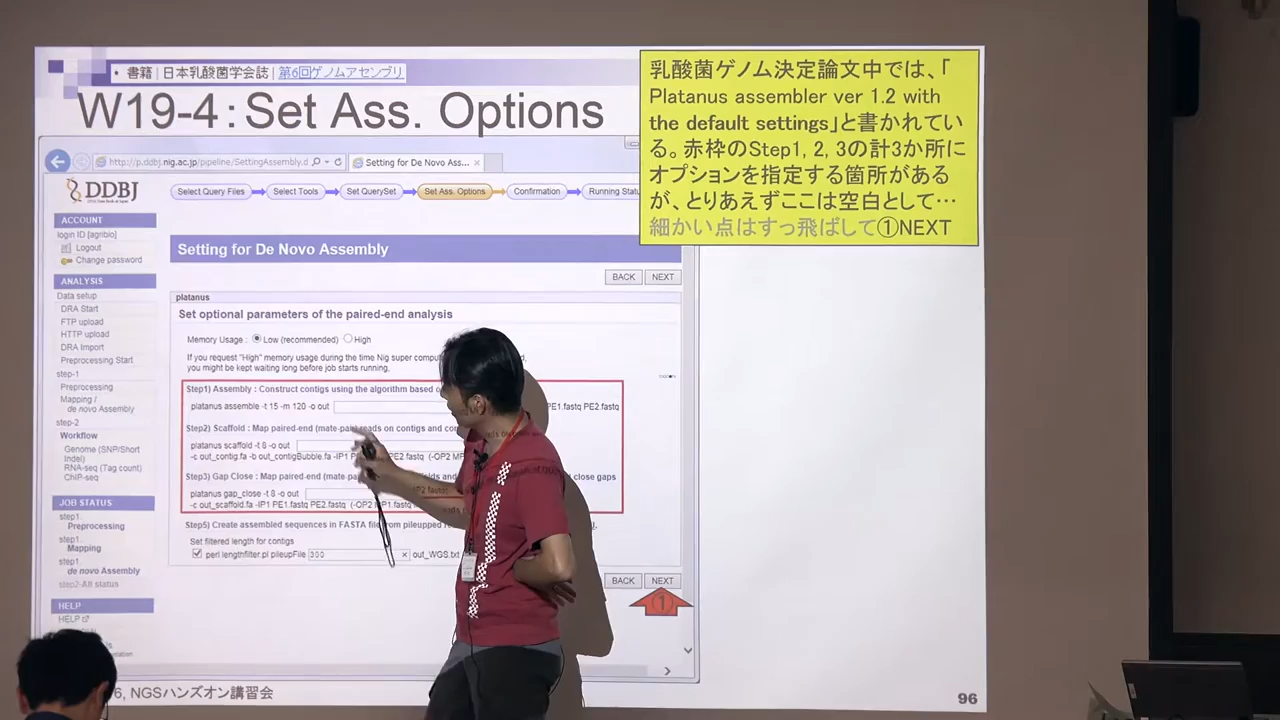 ・書籍 | 日本乳酸菌学会誌 | 第6回ゲノムアセンブリ
W19-4：Set Ass. Options
乳酸菌ゲノム決定論文中では、「
Platanus assembler ver 1.2 with
the default settings」と書かれてい
る。赤枠のStep1, 2, 3の計3か所に
オプションを指定する箇所がある
が、とりあえずここは空白として…
細かい点はすっ飛ばして①NEXT
http://p.ddbj.nig.ac.jp/pipeline/SettingAssembly.d
Setting for De Novo Ass...
DDBJ
Select Query Files
Select Tools
Set QuerySet
Set Ass. Options
Confirmation
Running Statu
ACCOUNT
login ID [agribio]
Logout
Change password
ANALYSIS
Data setup
DRA Start
FTP upload
HTTP upload
DRA Import
Preprocessing Start
step-1
Preprocessing
Mapping /
de novo Assembly
step-2
Workflow
Genome (SNP/Short
Indel)
RNA-seq (Tag count)
ChIP-seq
JOB STATUS
step1.
Preprocessing
step1.
Mapping
step1.
de novo Assembly
step2-All status
HELP
HELP
Setting for De Novo Assembly
BACK NEXT
platanus
Set optional parameters of the paired-end analysis
Memory Usage : Low (recommended) High
If you request "High" memory usage during the time Nig super
you might be kept waiting long before job starts running.
Step1) Assembly : Construct contigs using the algorithm based
platanus assemble -t 15 -m 120 -o out PE1.fastq PE2.fastq
Step2) Scaffold : Map paired-end (mate-pair) reads on contigs and
platanus scaffold -t 8 -o out
-c out_contig.fa -b out_contigBubble.fa -IP1 PE2.fastq
Step3) Gap Close : Map paired-end close gaps
platanus gap_close -t 8 -o out
-c out_scaffold.fa -IP1 PE1.fastq PE2.fastq
Step5) Create assembled sequences in FASTA file from pileupped
Set filtered length for contigs
perl lengthfilter.pl pileupFile 300 out_WGS.txt
BACK NEXT
①
6, NGSハンズオン講習会
96